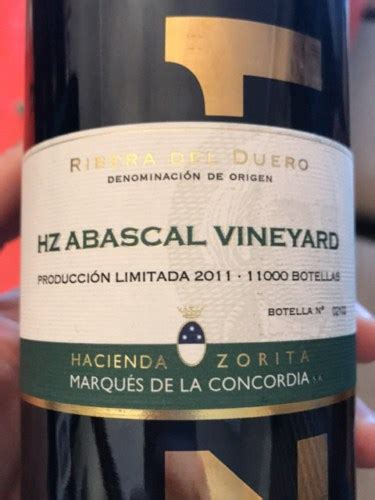 RIBERA DEL DUERO
DENOMINACIÓN DE ORIGEN
HZ ABASCAL VINEYARD
PRODUCCIÓN LIMITADA 2011 · 11000 BOTELLAS
BOTELLA Nº
HACIENDA ZORITA
MARQUÉS DE LA CONCORDIA S.A.